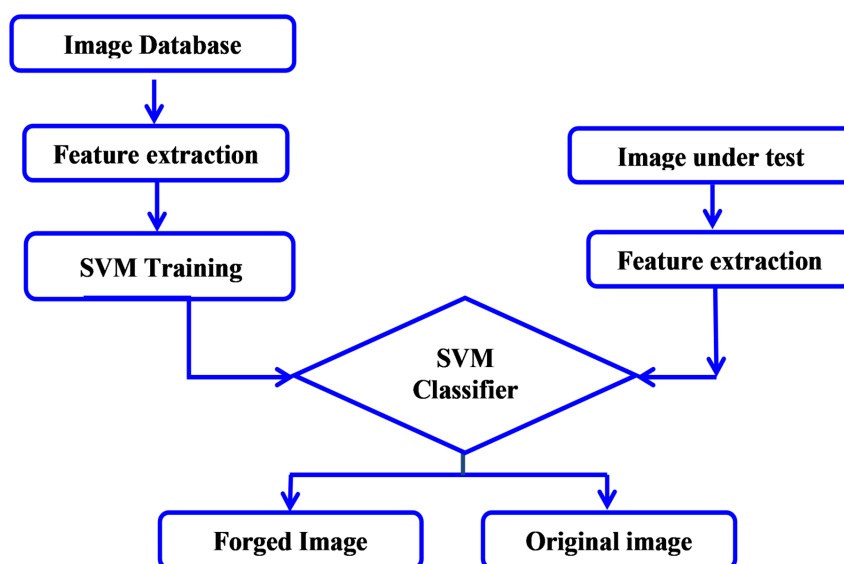 Image Database
Feature extraction
Image under test
SVM Training
Feature extraction
SVM
Classifier
Forged Image
Original image